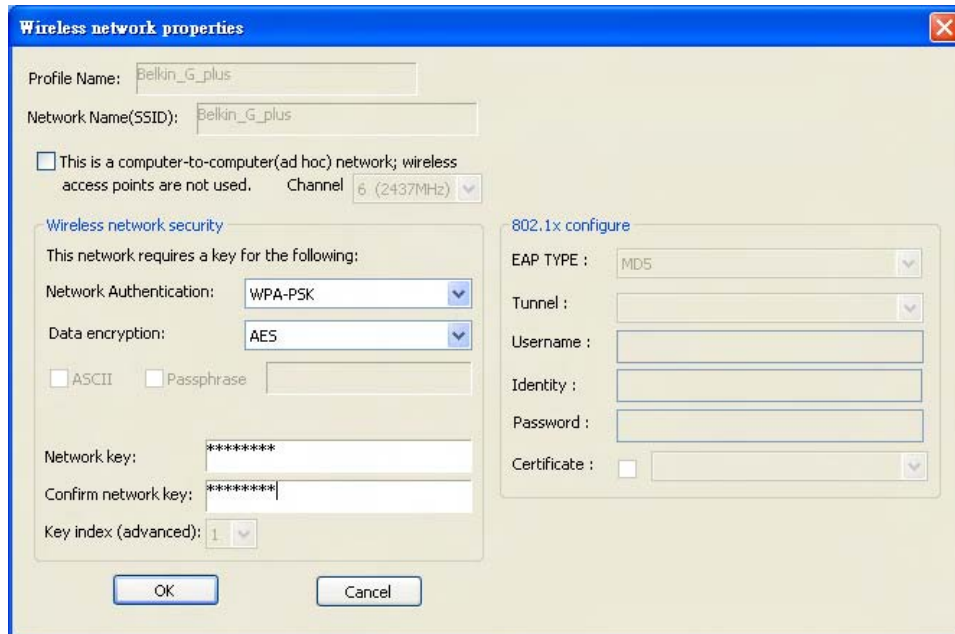 Wireless network properties
Profile Name: Belkin_G_plus
Network Name(SSID): Belkin_G_plus
This is a computer-to-computer(ad hoc) network; wireless
access points are not used. Channel 6 (2437MHz)
Wireless network security
This network requires a key for the following:
Network Authentication: WPA-PSK
Data encryption: AES
ASCII Passphrase
Network key: ********
Confirm network key: ********
Key index (advanced): 1
802.1x configure
EAP TYPE : MD5
Tunnel :
Username :
Identity :
Password :
Certificate :
OK Cancel